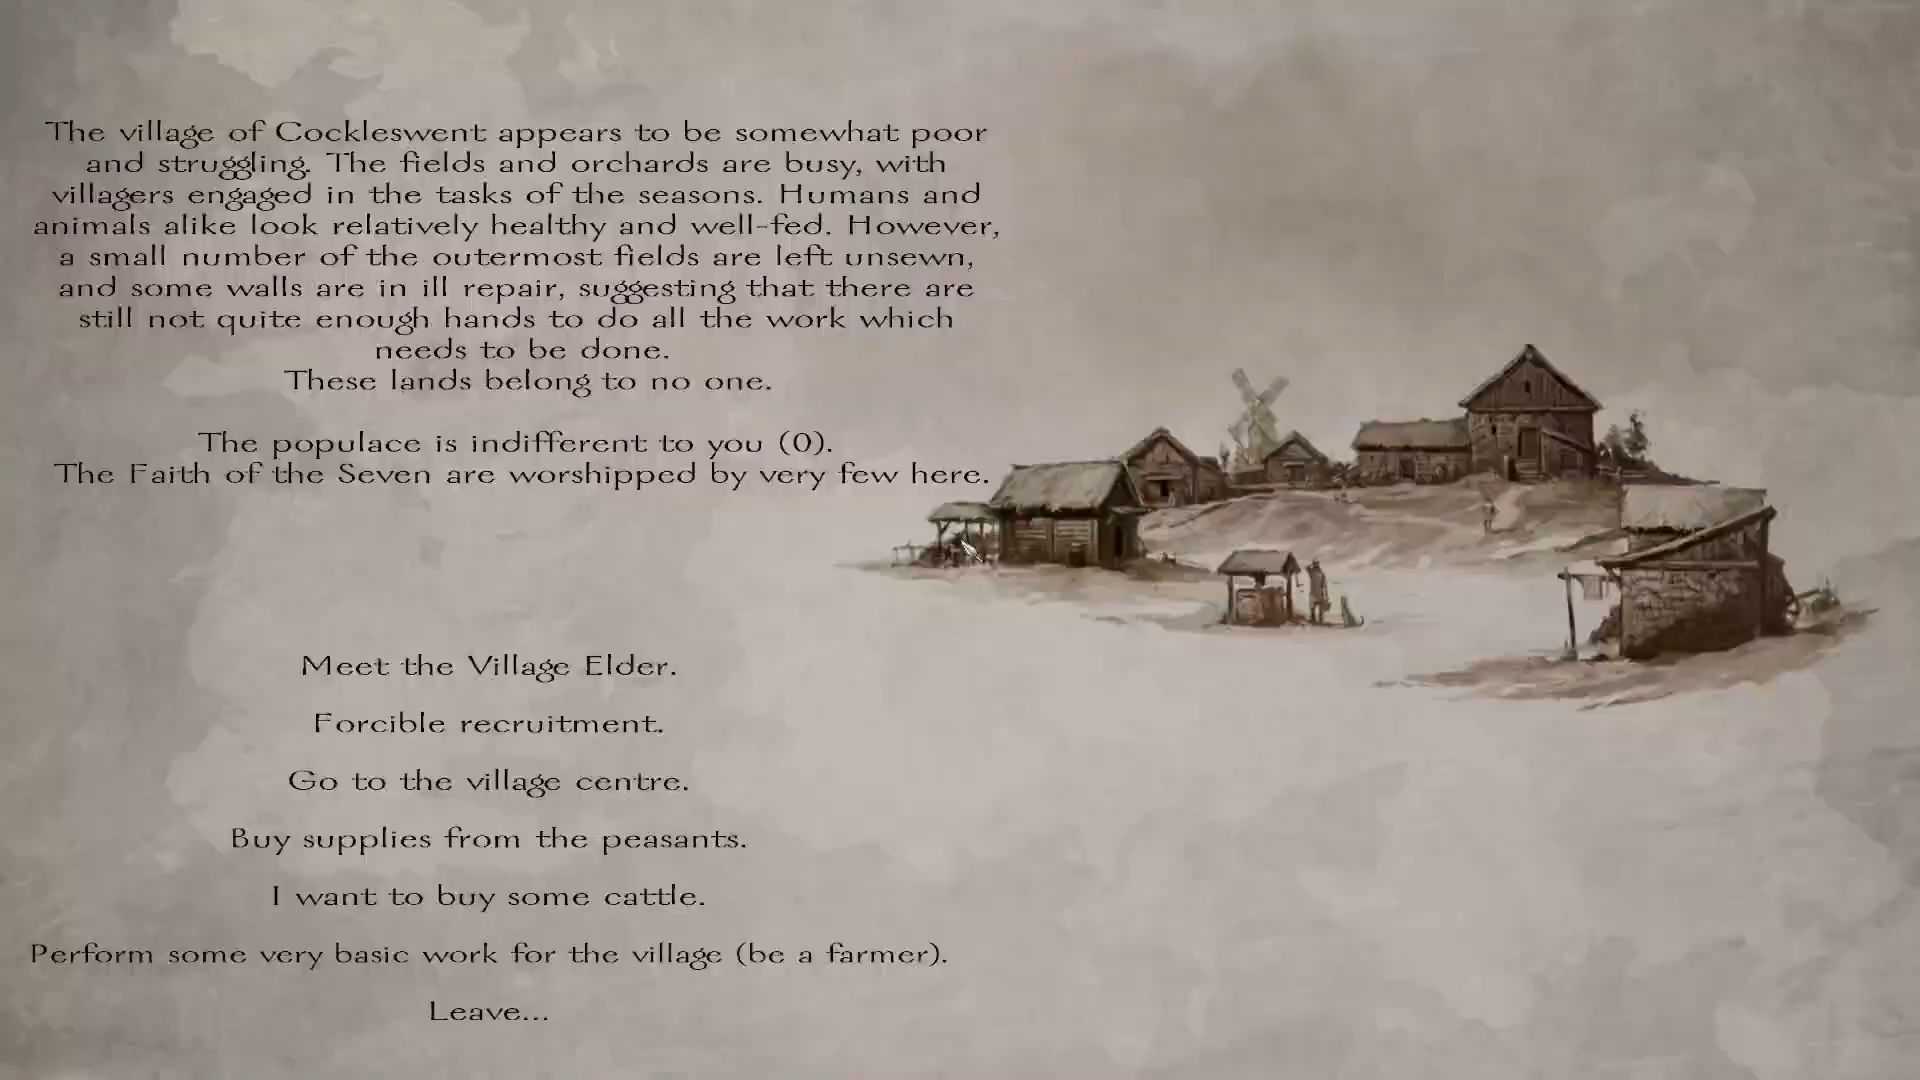 The village of Cockleswent appears to be somewhat poor
and struggling. The fields and orchards are busy, with
villagers engaged in the tasks of the seasons. Humans and
animals alike look relatively healthy and well-fed. However,
a small number of the outermost fields are left unsewn,
and some walls are in ill repair, suggesting that there are
still not quite enough hands to do all the work which
needs to be done.
These lands belong to no one.
The populace is indifferent to you (0).
The Faith of the Seven are worshipped by very few here.
Meet the Village Elder.
Forcible recruitment.
Go to the village centre.
Buy supplies from the peasants.
I want to buy some cattle.
Perform some very basic work for the village (be a farmer).
Leave...